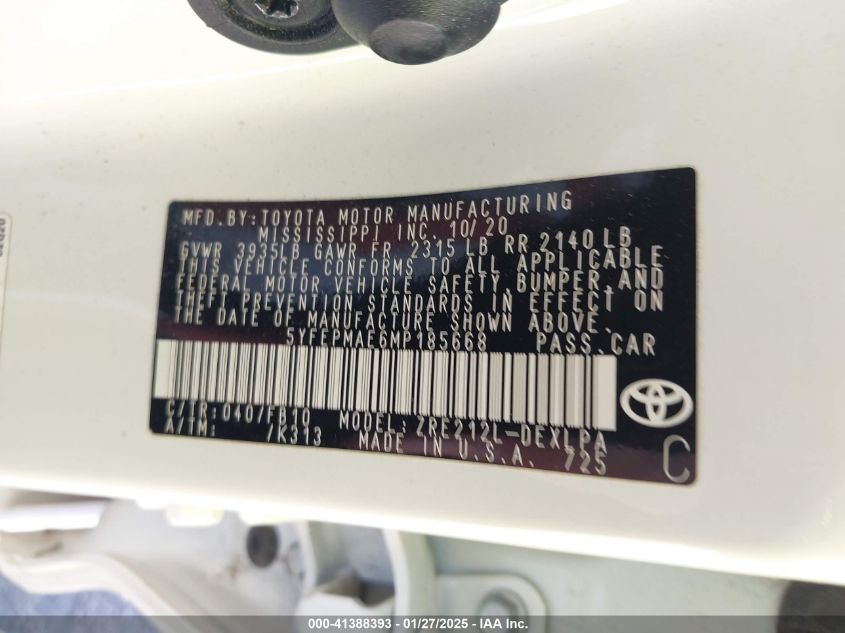 MFD.BY:TOYOTA MOTOR MANUFACTURING
MISSISSIPPI INC. 10/20
GVWR 3935LB GAWR FR 2315LB RR 2140LB
THIS VEHICLE CONFORMS TO ALL APPLICABLE
FEDERAL MOTOR VEHICLE SAFETY,BUMPER,AND
THEFT PREVENTION STANDARDS IN EFFECT ON
THE DATE OF MANUFACTURE SHOWN ABOVE.
5YFEPMAE6MP185668 PASS.CAR
C/TR:040/FB10 MODEL:ZRE212L-DEXLPA
A/TM: /K313 MADE IN U.S.A. 725
C
000-41388393 - 01/27/2025 - IAA Inc.